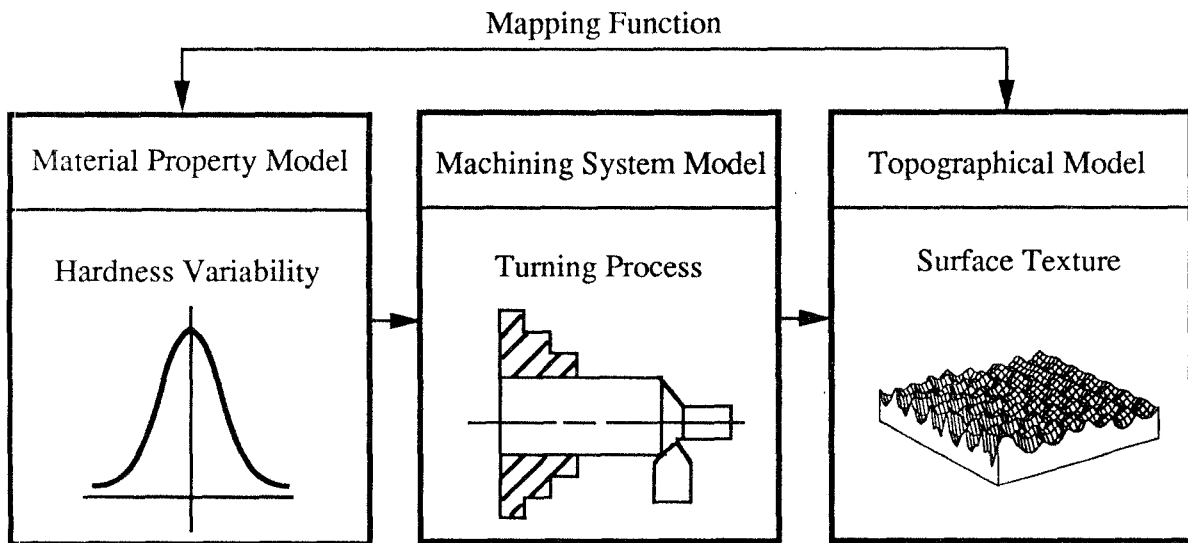 Mapping Function
Material Property Model
Hardness Variability
Machining System Model
Turning Process
Topographical Model
Surface Texture